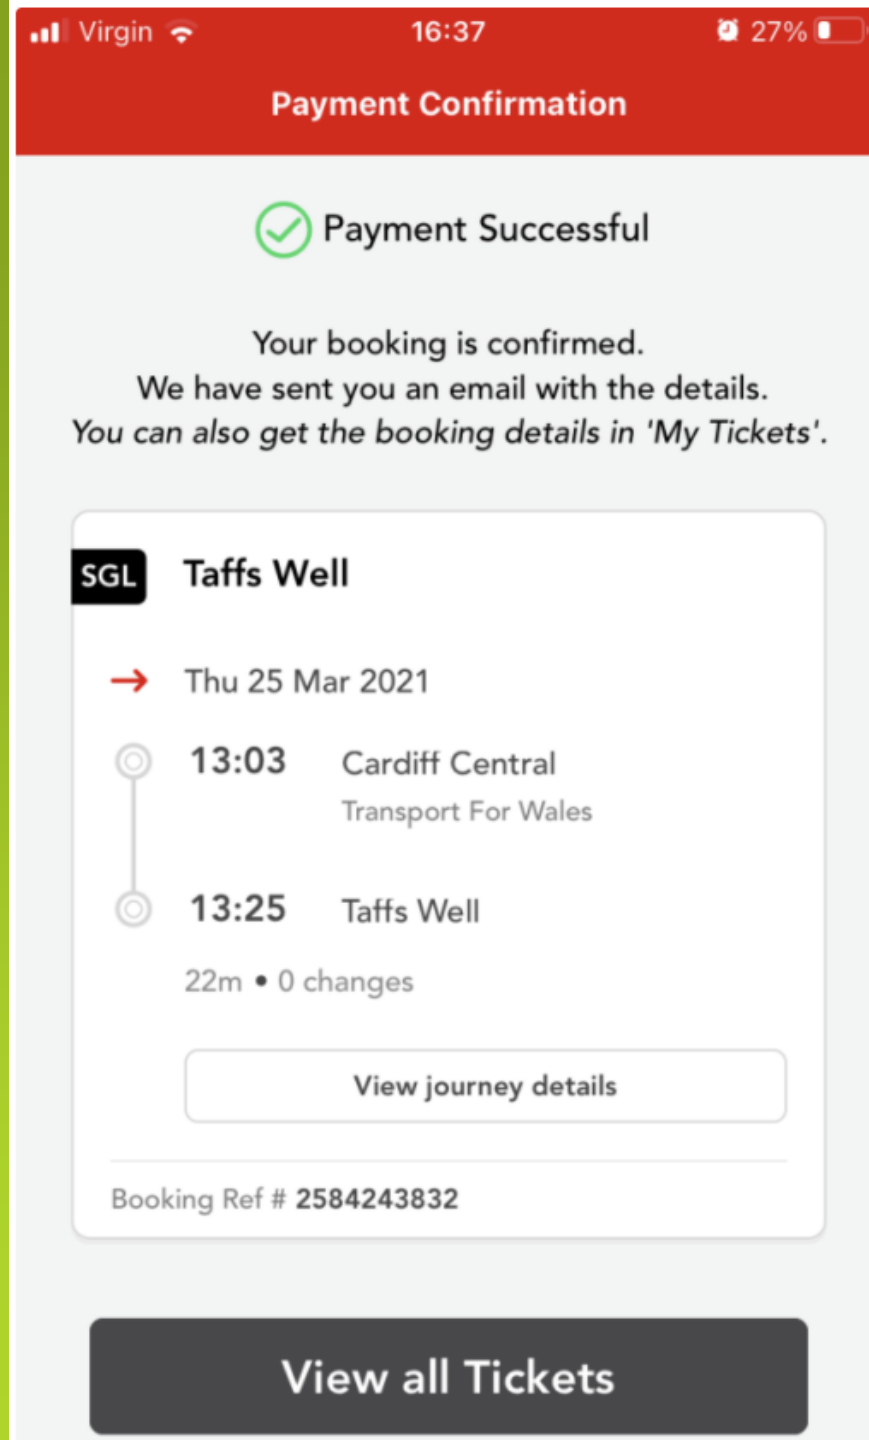 Virgin 16:37 27%
Payment Confirmation
Payment Successful
Your booking is confirmed.
We have sent you an email with the details.
You can also get the booking details in 'My Tickets'.
SGL Taffs Well
Thu 25 Mar 2021
13:03 Cardiff Central
Transport For Wales
13:25 Taffs Well
22m • 0 changes
View journey details
Booking Ref # 2584243832
View all Tickets